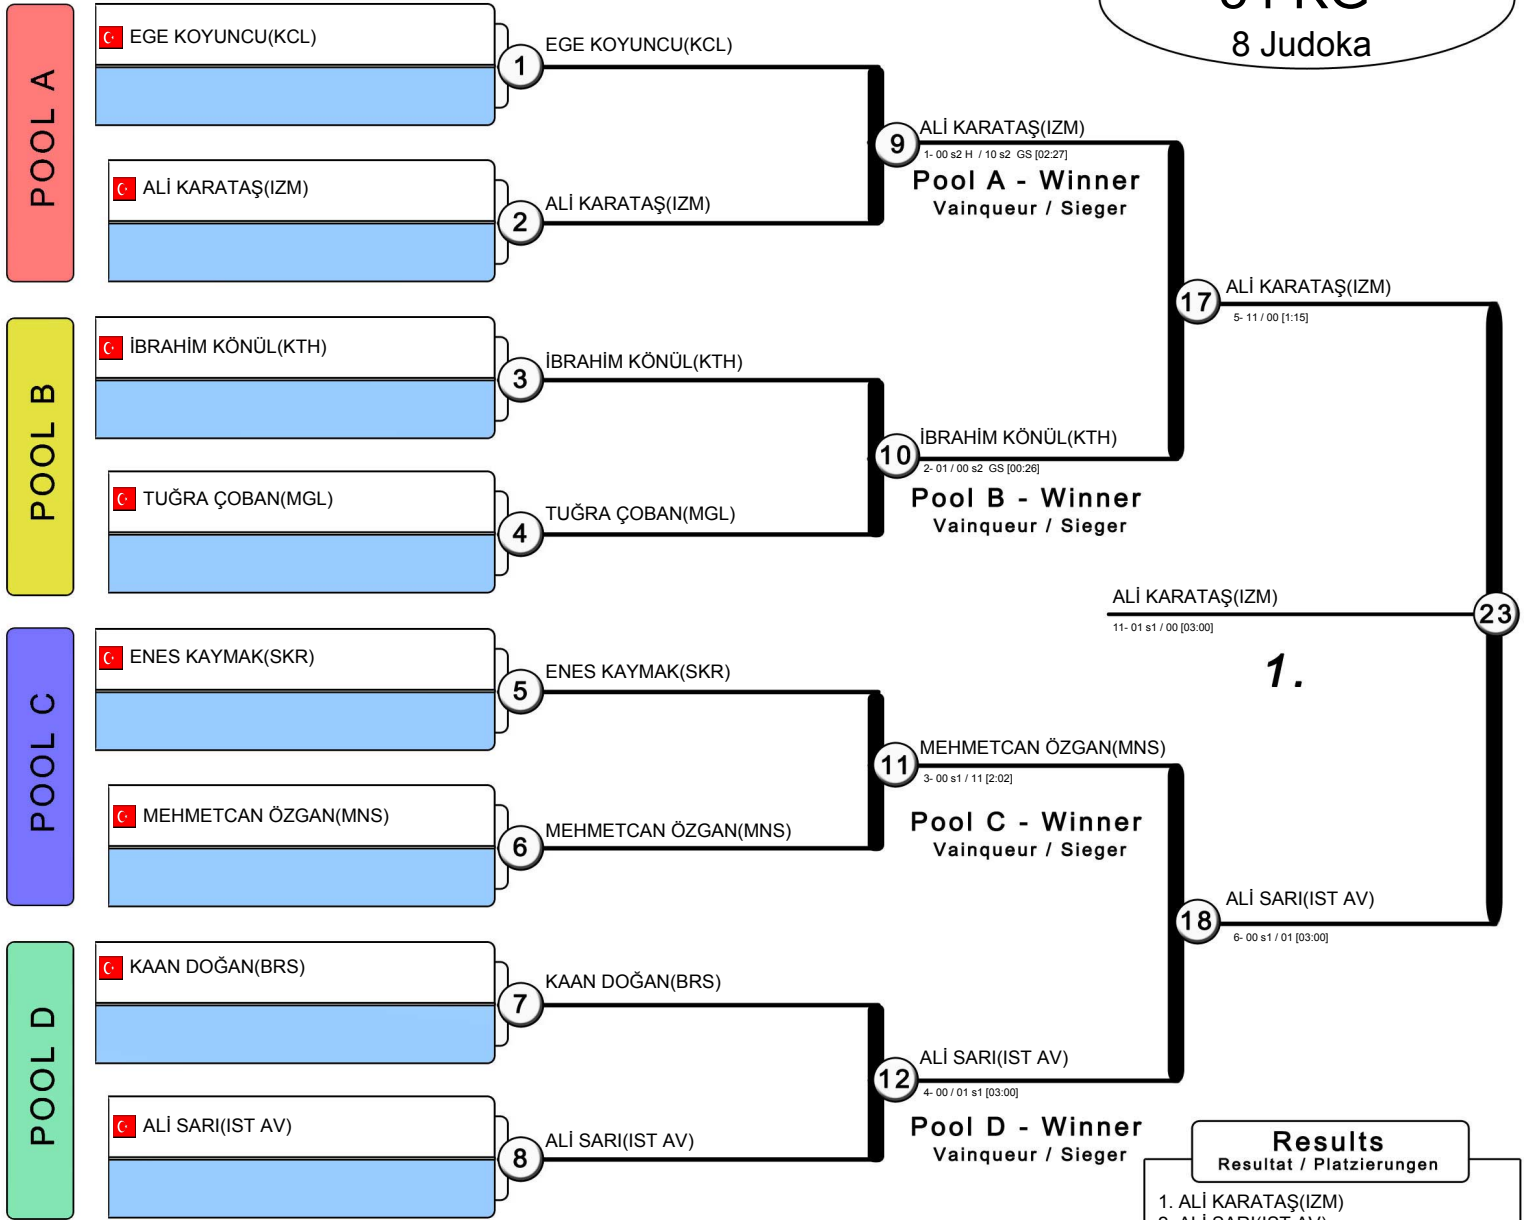 8 Judoka
POOL A
EGE KOYUNCU(KCL)
1
EGE KOYUNCU(KCL)
ALİ KARATAŞ(IZM)
2
ALİ KARATAŞ(IZM)
9
ALİ KARATAŞ(IZM)
1- 00 s2 H / 10 s2 GS [02:27]
Pool A - Winner
Vainqueur / Sieger
POOL B
İBRAHİM KÖNÜL(KTH)
3
İBRAHİM KÖNÜL(KTH)
TUĞRA ÇOBAN(MGL)
4
TUĞRA ÇOBAN(MGL)
10
İBRAHİM KÖNÜL(KTH)
2- 01 / 00 s2 GS [00:26]
Pool B - Winner
Vainqueur / Sieger
17
ALİ KARATAŞ(IZM)
5- 11 / 00 [1:15]
ALİ KARATAŞ(IZM)
11- 01 s1 / 00 [03:00]
23
1.
POOL C
ENES KAYMAK(SKR)
5
ENES KAYMAK(SKR)
MEHMETCAN ÖZGAN(MNS)
6
MEHMETCAN ÖZGAN(MNS)
11
MEHMETCAN ÖZGAN(MNS)
3- 00 s1 / 11 [2:02]
Pool C - Winner
Vainqueur / Sieger
18
ALİ SARI(IST AV)
6- 00 s1 / 01 [03:00]
POOL D
KAAN DOĞAN(BRS)
7
KAAN DOĞAN(BRS)
ALİ SARI(IST AV)
8
ALİ SARI(IST AV)
12
ALİ SARI(IST AV)
4- 00 / 01 s1 [03:00]
Pool D - Winner
Vainqueur / Sieger
Results
Resultat / Platzierungen
1. ALİ KARATAŞ(IZM)
2. ALİ SARI(IST AV)